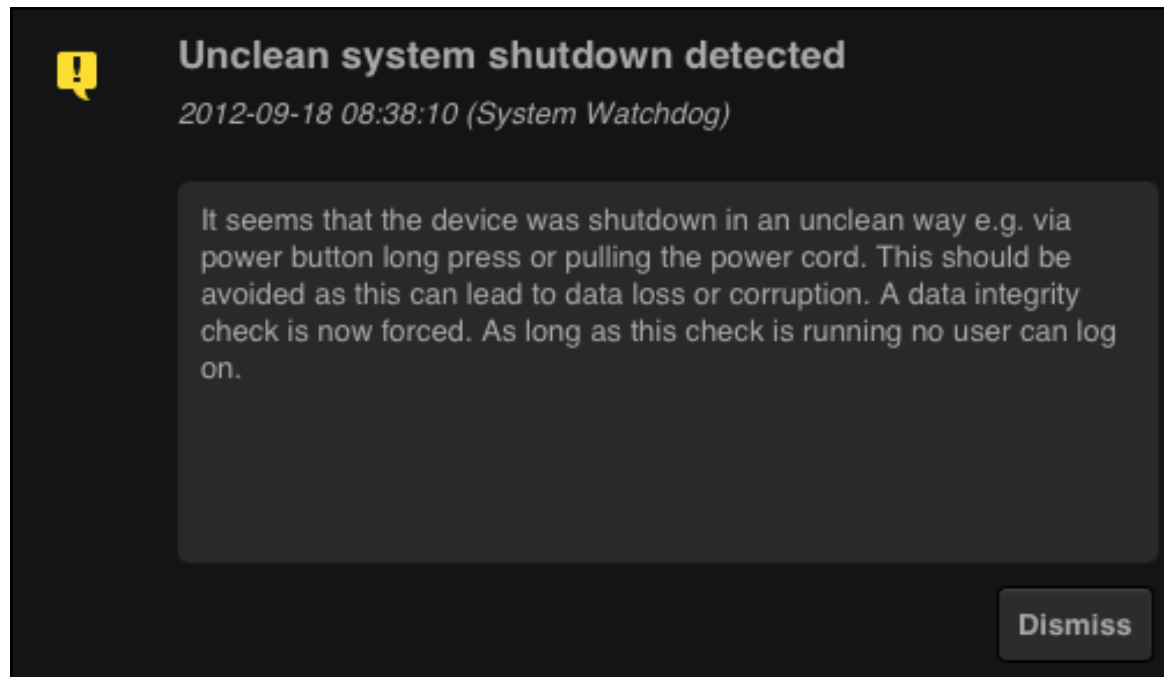 Unclean system shutdown detected
2012-09-18 08:38:10 (System Watchdog)
It seems that the device was shutdown in an unclean way e.g. via
power button long press or pulling the power cord. This should be
avoided as this can lead to data loss or corruption. A data integrity
check is now forced. As long as this check is running no user can log
on.
Dismiss